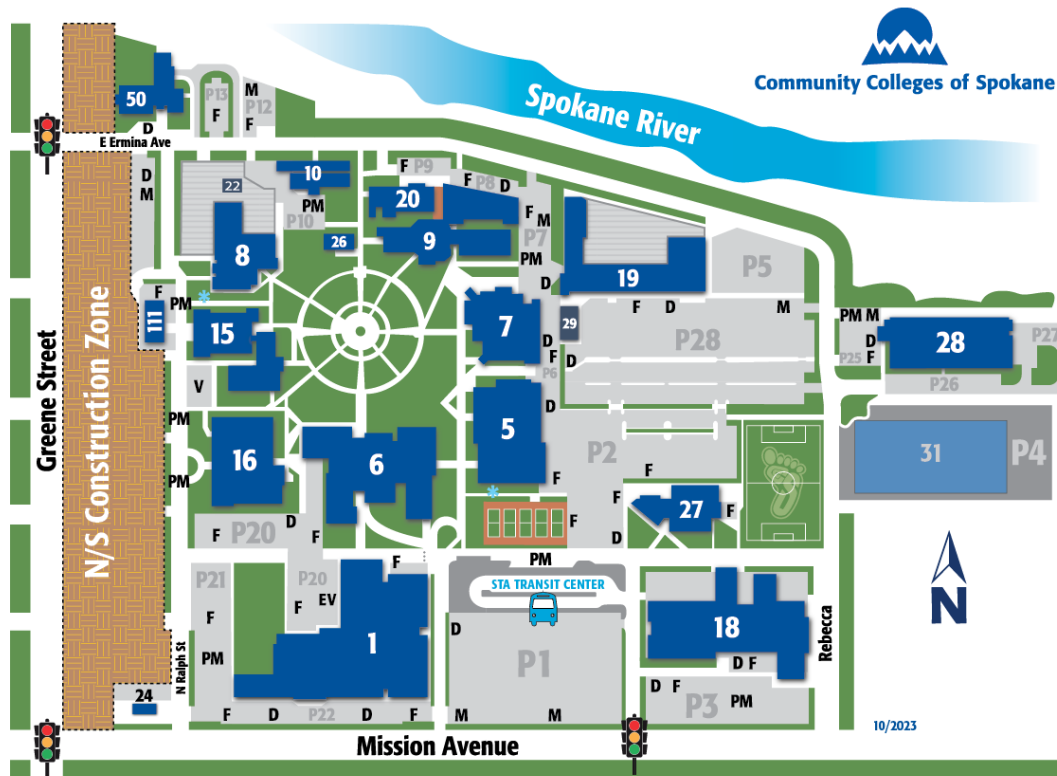 Community Colleges of Spokane
Spokane River
50
D
E Ermina Ave
P13
F
M
P12
F
D
M
22
10
PM
P10
F
P9
F
P8
D
20
9
26
8
F
M
P7
PM
D
19
P5
F
PM
111
15
V
7
29
D
F
P6
D
F
D
M
P28
PM
M
D
F
P25
28
P27
P26
31
P4
Greene Street
N/S Construction Zone
PM
PM
16
6
5
D
F
P2
F
F
D
F
27
F
D
P20
F
F
P21
F
PM
P20
F
EV
F
1
N Ralph St
24
F
D
P22
D
F
PM
STA TRANSIT CENTER
D
P1
M
M
18
D F
Rebecca
D
F
P3
PM
N
Mission Avenue
10/2023